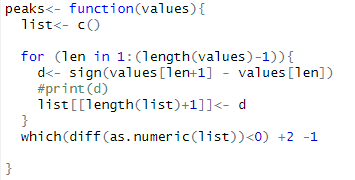 peaks<- function(values){
  list<- c()

  for (len in 1:(length(values)-1)){
    d<- sign(values[len+1] - values[len])
    #print(d)
    list[[length(list)+1]]<- d
  }
  which(diff(as.numeric(list))<0) +2 -1

}